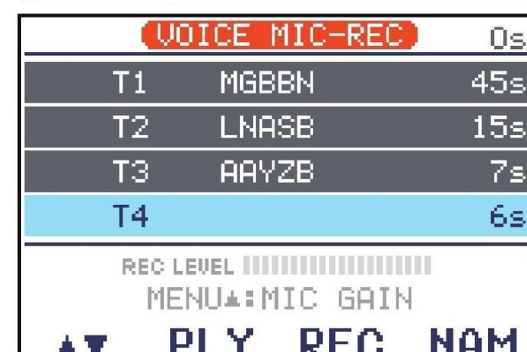 VOICE MIC-REC 0s
T1 MGBBN 45s
T2 LNASB 15s
T3 AAYZB 7s
T4 6s
REC LEVEL
MENU▲:MIC GAIN
▲▼ PLY REC NAM